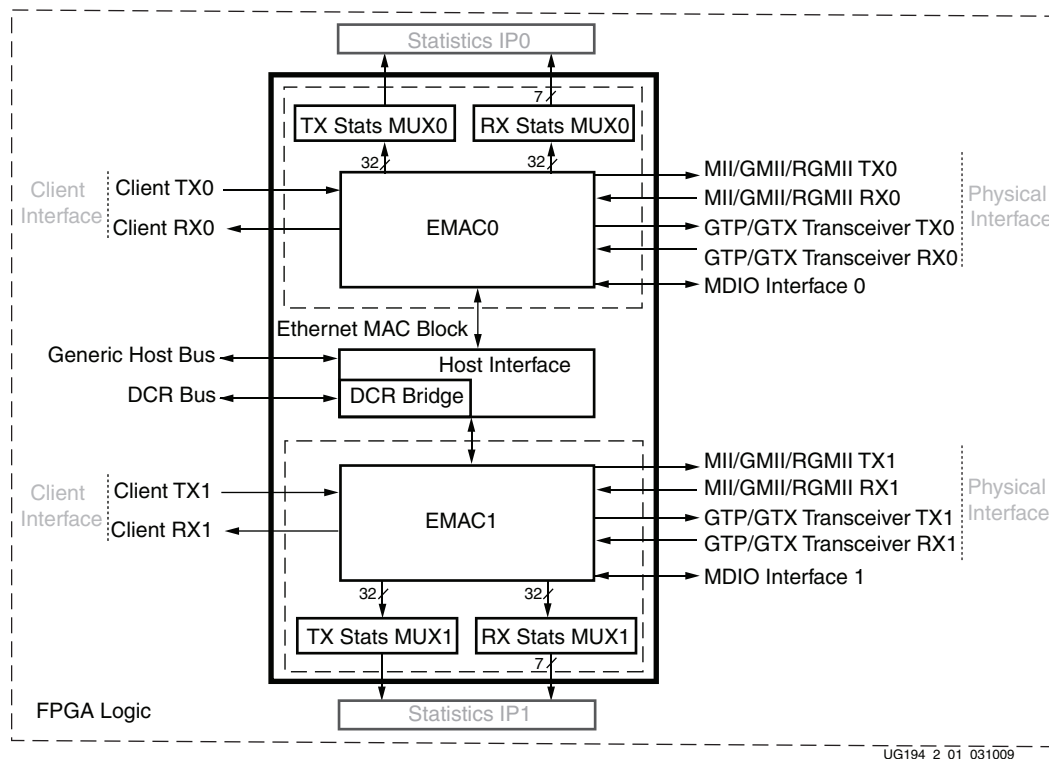 Statistics IP0
7
TX Stats MUX0
RX Stats MUX0
32
32
Client Interface
Client TX0
Client RX0
EMAC0
MII/GMII/RGMII TX0
MII/GMII/RGMII RX0
GTP/GTX Transceiver TX0
GTP/GTX Transceiver RX0
MDIO Interface 0
Physical Interface
Ethernet MAC Block
Generic Host Bus
Host Interface
DCR Bus
DCR Bridge
Client Interface
Client TX1
Client RX1
EMAC1
MII/GMII/RGMII TX1
MII/GMII/RGMII RX1
GTP/GTX Transceiver TX1
GTP/GTX Transceiver RX1
MDIO Interface 1
Physical Interface
32
32
TX Stats MUX1
RX Stats MUX1
7
Statistics IP1
FPGA Logic
UG194_2_01_031009